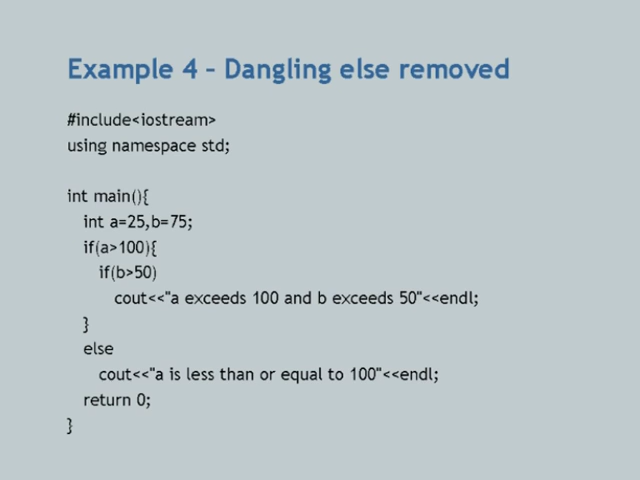 Example 4 – Dangling else removed
#include<iostream>
using namespace std;
int main(){
int a=25,b=75;
if(a>100){
if(b>50)
cout<<"a exceeds 100 and b exceeds 50"<<endl;
}
else
cout<<"a is less than or equal to 100"<<endl;
return 0;
}